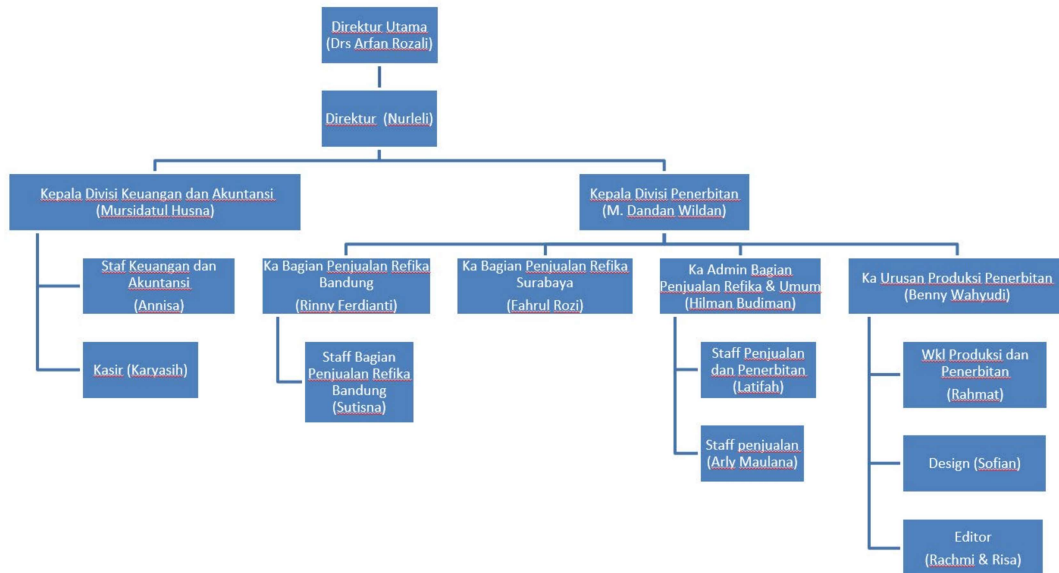 Direktur Utama
(Drs Arfan Rozali)
Direktur (Nurleli)
Kepala Divisi Keuangan dan Akuntansi
(Mursidatul Husna)
Kepala Divisi Penerbitan
(M. Dandan Wildan)
Staf Keuangan dan
Akuntansi
(Annisa)
Ka Bagian Penjualan Refika
Bandung
(Rinny Ferdianti)
Ka Bagian Penjualan Refika
Surabaya
(Fahrul Rozi)
Ka Admin Bagian
Penjualan Refika & Umum
(Hilman Budiman)
Ka Urusan Produksi Penerbitan
(Benny Wahyudi)
Kasir (Karyasih)
Staff Bagian
Penjualan Refika
Bandung
(Sutisna)
Staff Penjualan
dan Penerbitan
(Latifah)
Staff penjualan
(Arly Maulana)
Wkl Produksi dan
Penerbitan
(Rahmat)
Design (Sofian)
Editor
(Rachmi & Risa)